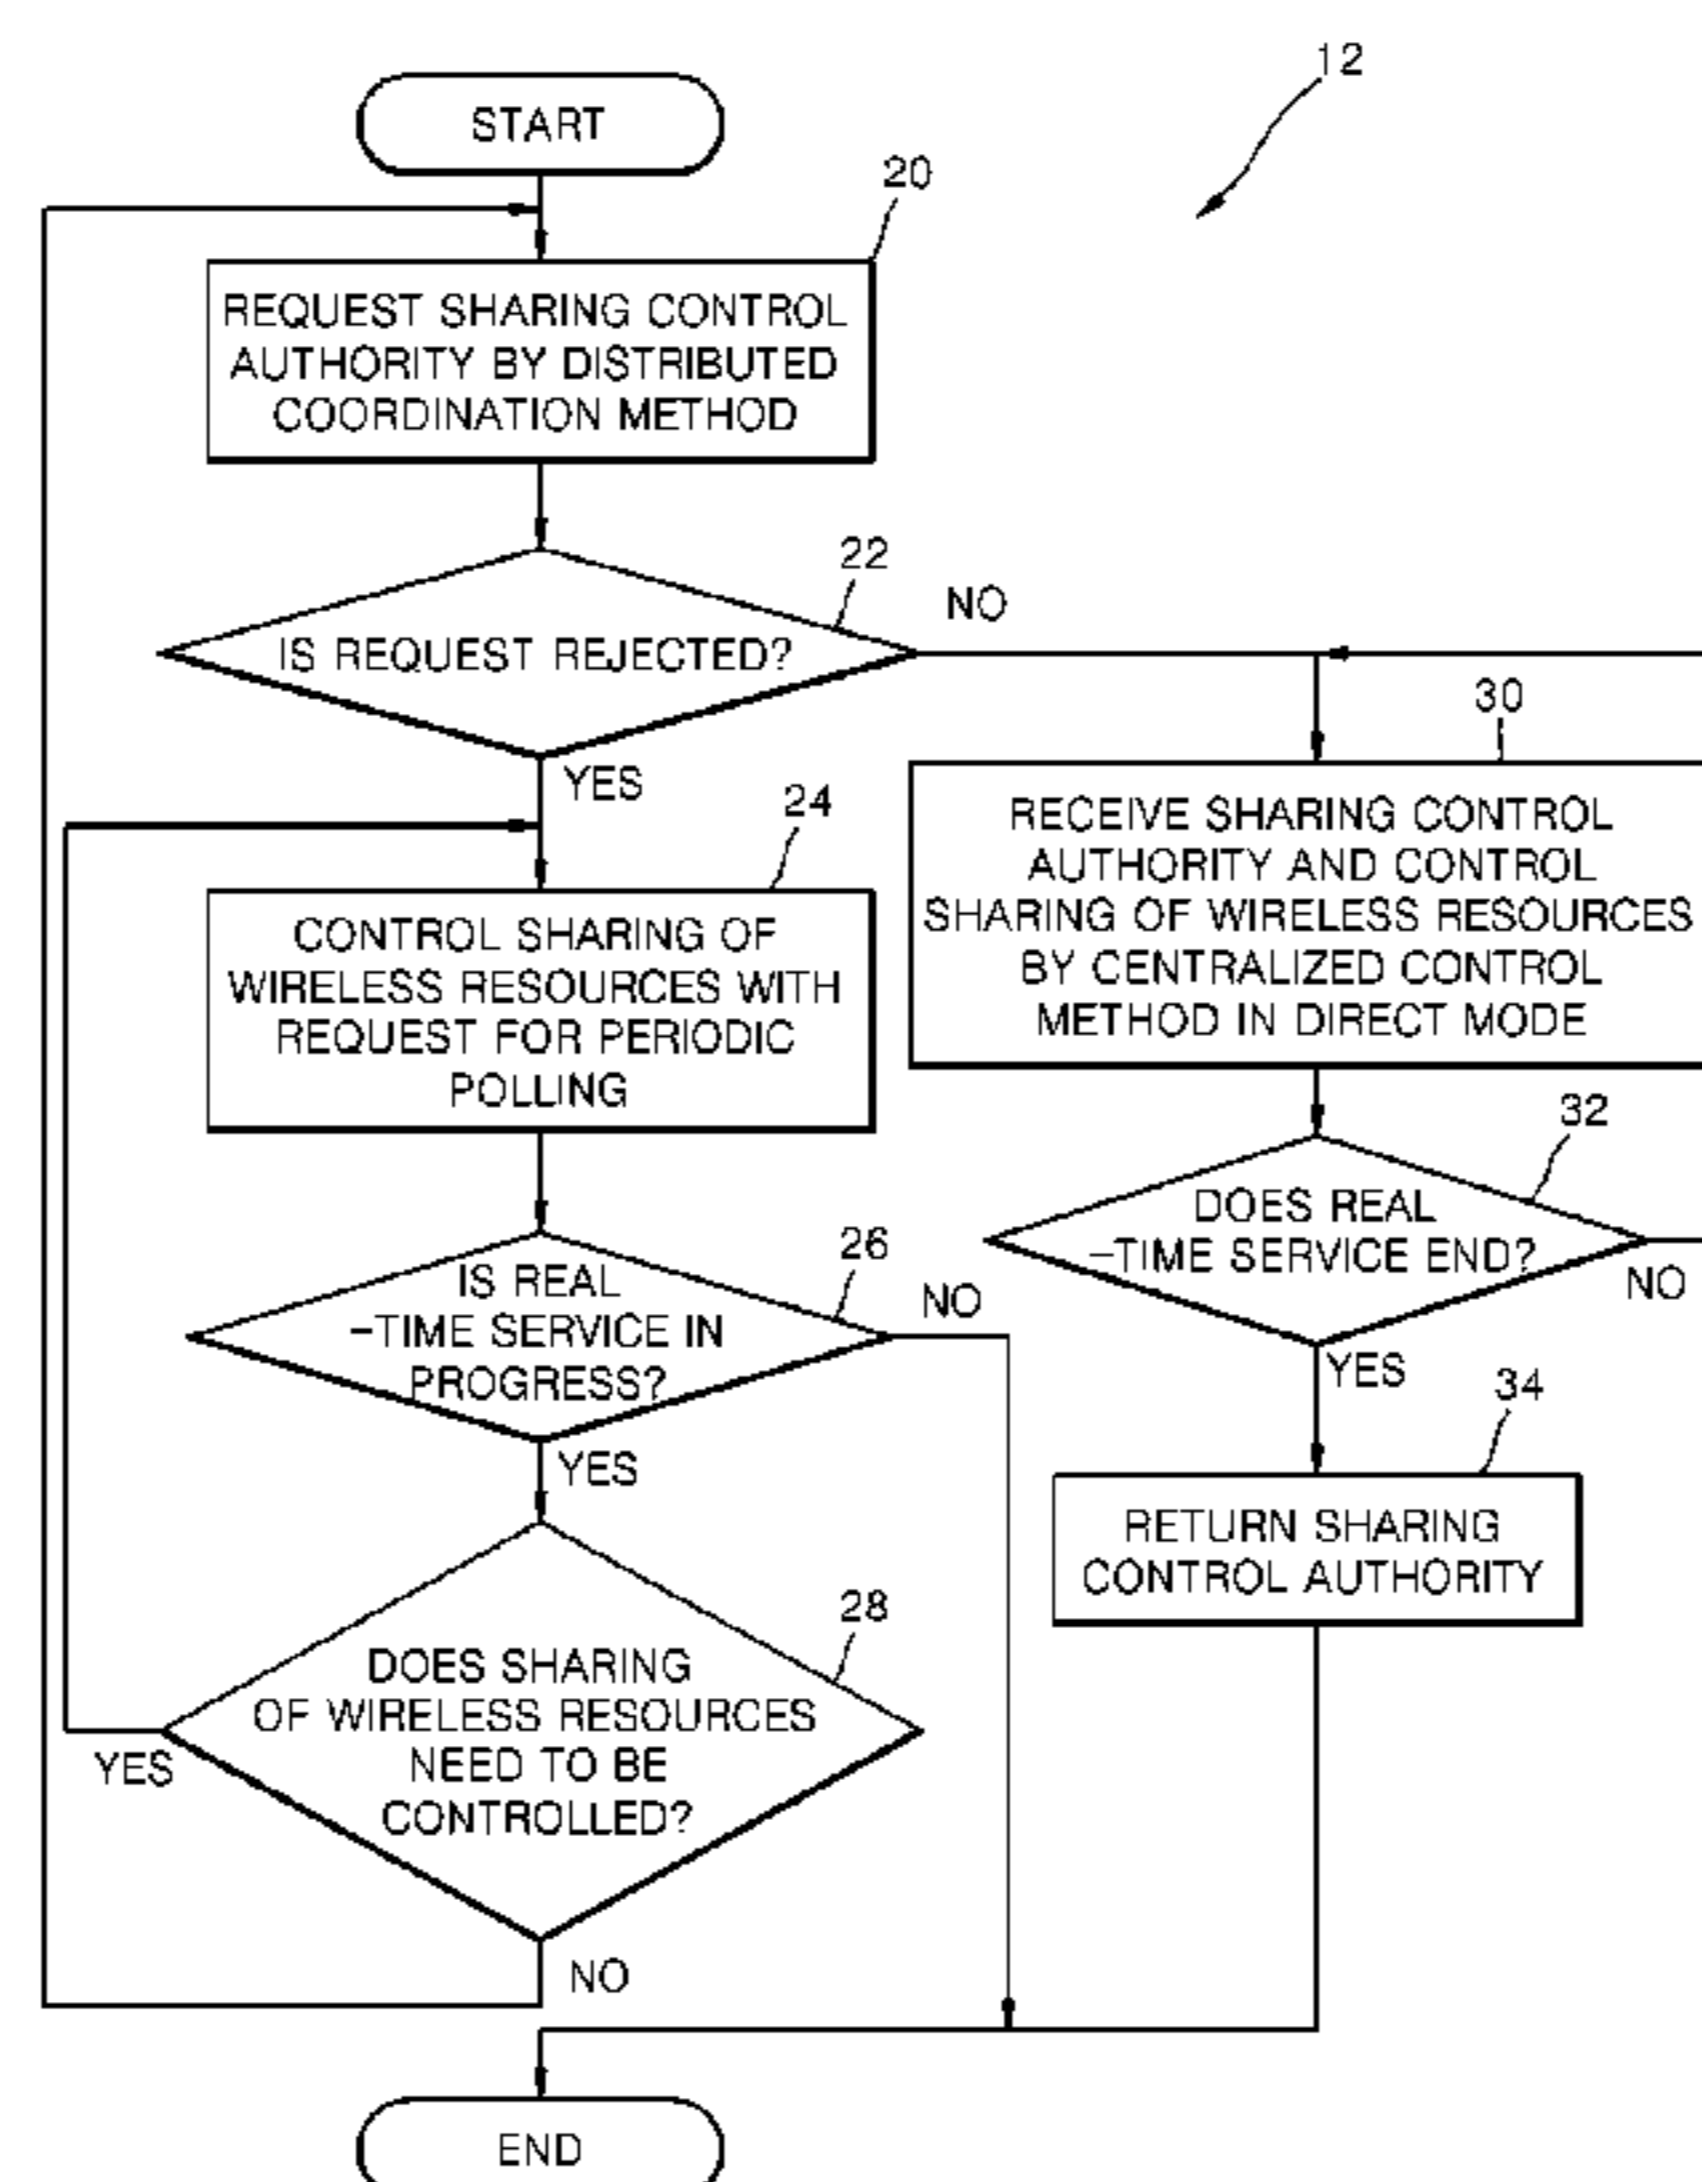 12
START
20
REQUEST SHARING CONTROL
AUTHORITY BY DISTRIBUTED
COORDINATION METHOD
22
NO
IS REQUEST REJECTED?
YES
24
CONTROL SHARING OF
WIRELESS RESOURCES WITH
REQUEST FOR PERIODIC
POLLING
30
RECEIVE SHARING CONTROL
AUTHORITY AND CONTROL
SHARING OF WIRELESS RESOURCES
BY CENTRALIZED CONTROL
METHOD IN DIRECT MODE
26
NO
IS REAL
-TIME SERVICE IN
PROGRESS?
YES
32
DOES REAL
-TIME SERVICE END?
NO
YES
34
RETURN SHARING
CONTROL AUTHORITY
28
DOES SHARING
OF WIRELESS RESOURCES
NEED TO BE
CONTROLLED?
YES
NO
END